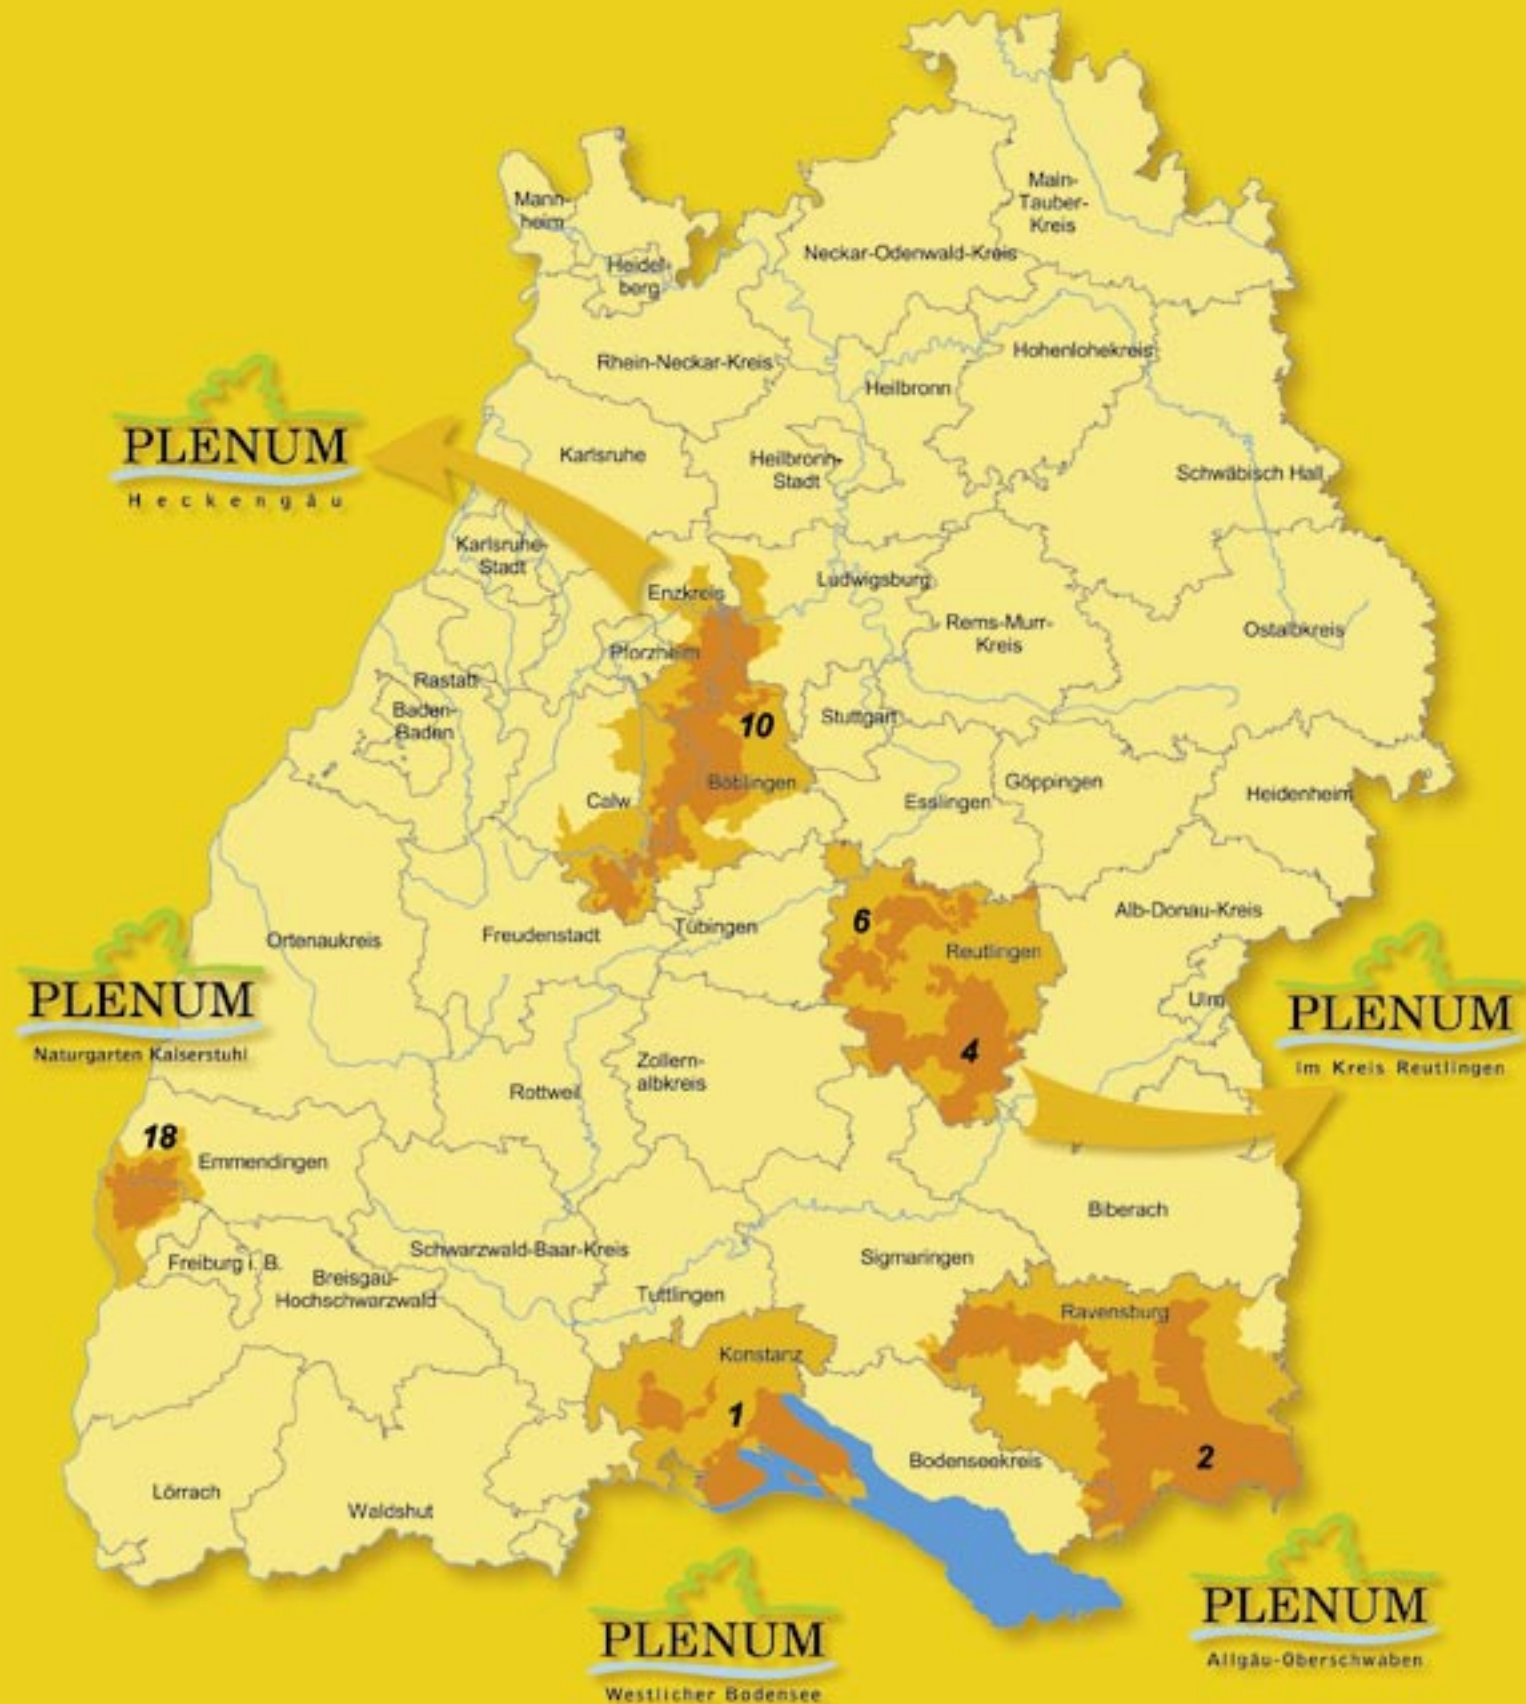 Main-
Tauber-
Kreis
Mann-
heim
Neckar-Odenwald-Kreis
Heidel-
berg
Hohenlohekreis
Rhein-Neckar-Kreis
Heilbronn
PLENUM
Heckengäu
Karlsruhe
Heilbronn-
Stadt
Schwäbisch Hall
Karlsruhe-
Stadt
Ludwigsburg
Enzkreis
Rems-Murr-
Kreis
Ostalbkreis
Pforzheim
Rastatt
Baden-
Baden
10
Stuttgart
Böblingen
Göppingen
Heidenheim
Calw
Esslingen
6
Alb-Donau-Kreis
Tübingen
Freudenstadt
Ortenaukreis
Reutlingen
PLENUM
Naturgarten Kaiserstuhl
Ulm
PLENUM
im Kreis Reutlingen
4
Zollern-
albkreis
Rottweil
18
Emmendingen
Biberach
Schwarzwald-Baar-Kreis
Sigmaringen
Freiburg i. B.
Breisgau-
Hochschwarzwald
Tuttlingen
Ravensburg
Konstanz
1
2
Bodenseekreis
Lörrach
Waldshut
PLENUM
Allgäu-Oberschwaben
PLENUM
Westlicher Bodensee